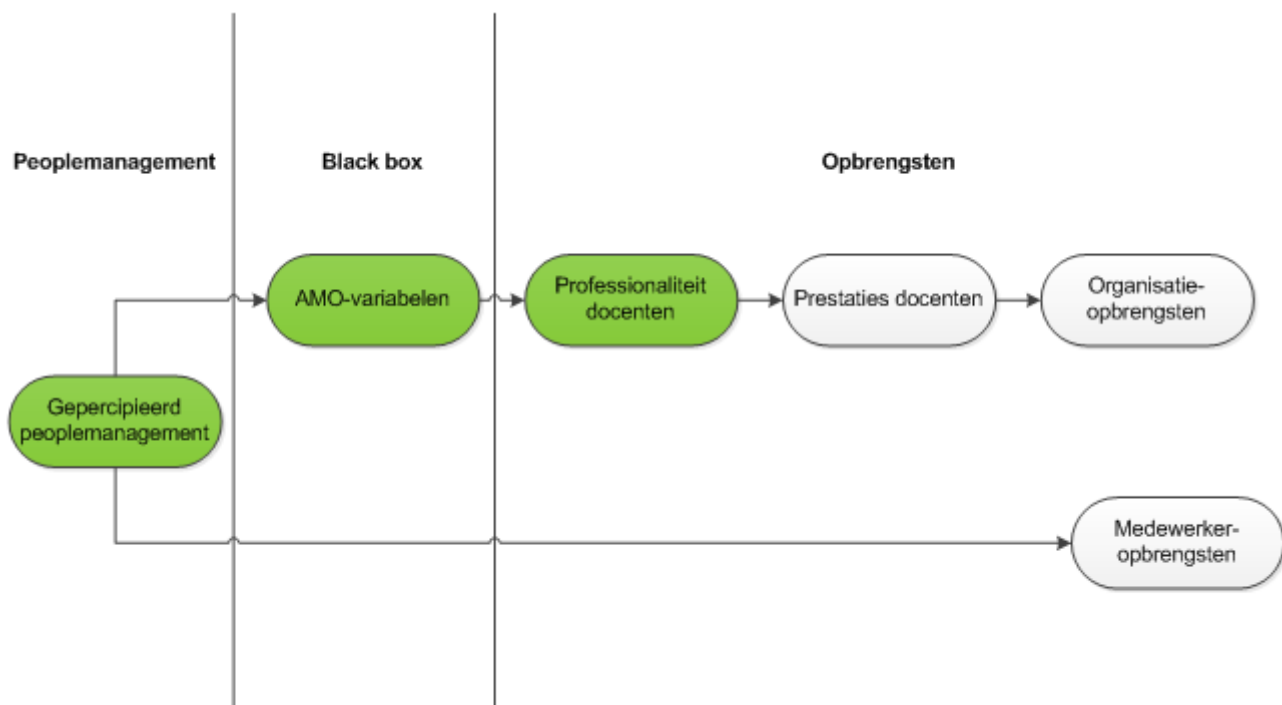 Peoplemanagement
Black box
Opbrengsten
AMO-variabelen
Professionaliteit
docenten
Prestaties docenten
Organisatie-
opbrengsten
Gepercipieerd
peoplemanagement
Medewerker-
opbrengsten